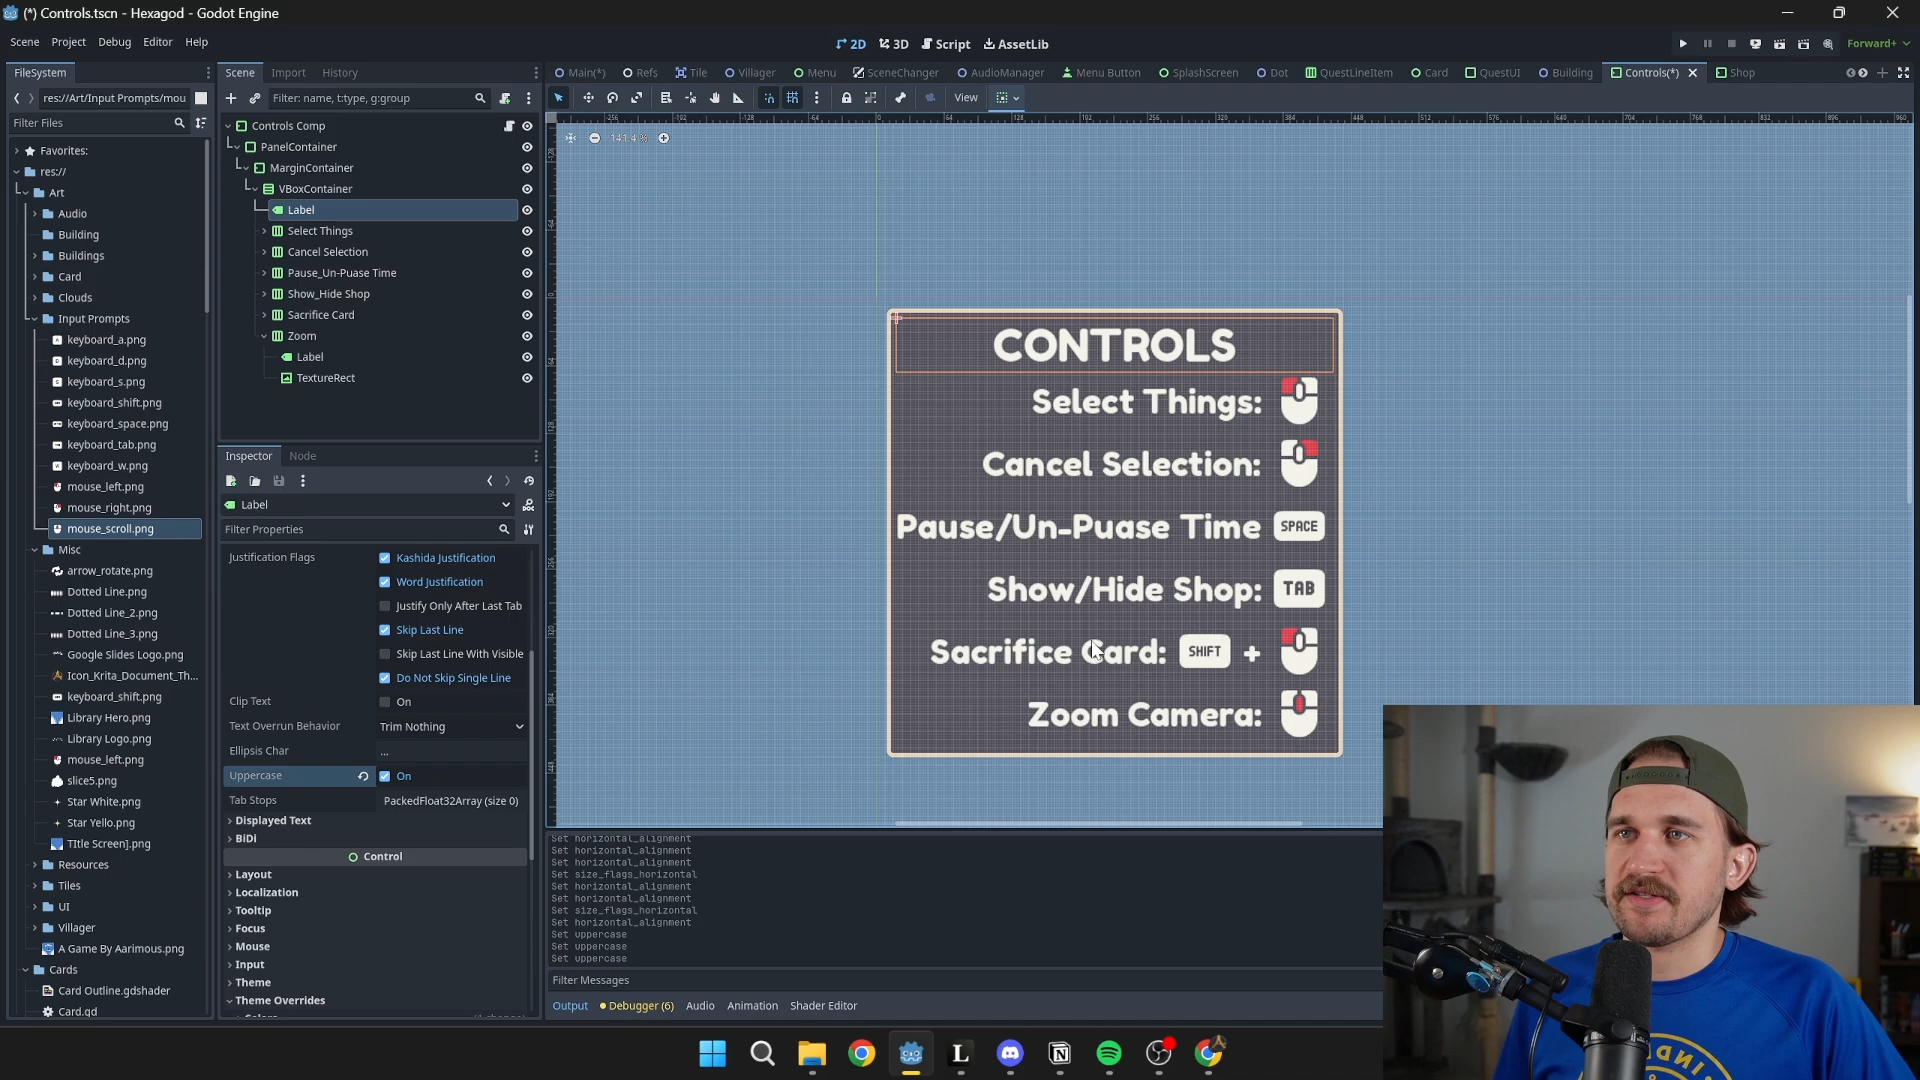 (*) Controls.tscn - Hexagod - Godot Engine
Scene Project Debug Editor Help
2D 3D Script AssetLib
Forward+
FileSystem
res://Art/Input Prompts/mou
Filter Files
Favorites:
res://
Art
Audio
Building
Buildings
Card
Clouds
Input Prompts
keyboard_a.png
keyboard_d.png
keyboard_s.png
keyboard_shift.png
keyboard_space.png
keyboard_tab.png
keyboard_w.png
mouse_left.png
mouse_right.png
mouse_scroll.png
Misc
arrow_rotate.png
Dotted Line.png
Dotted Line_2.png
Dotted Line_3.png
Google Slides Logo.png
Icon_Krita_Document_Th...
keyboard_shift.png
Library Hero.png
Library Logo.png
mouse_left.png
slice5.png
Star White.png
Star Yello.png
TItle Screen].png
Resources
Tiles
UI
Villager
A Game By Aarimous.png
Cards
Card Outline.gdshader
Card.gd
Scene Import History
Filter: name, t:type, g:group
Controls Comp
PanelContainer
MarginContainer
VBoxContainer
Label
Select Things
Cancel Selection
Pause_Un-Puase Time
Show_Hide Shop
Sacrifice Card
Zoom
Label
TextureRect
Inspector Node
Label
Filter Properties
Justification Flags
Kashida Justification
Word Justification
Justify Only After Last Tab
Skip Last Line
Skip Last Line With Visible
Do Not Skip Single Line
Clip Text On
Text Overrun Behavior Trim Nothing
Ellipsis Char ...
Uppercase On
Tab Stops PackedFloat32Array (size 0)
Displayed Text
BiDi
Control
Layout
Localization
Tooltip
Focus
Mouse
Input
Theme
Theme Overrides
Main(*) Refs Tile Villager Menu SceneChanger AudioManager Menu Button SplashScreen Dot QuestLineItem Card QuestUI Building Controls(*) Shop
View
141.4 %
CONTROLS
Select Things:
Cancel Selection:
Pause/Un-Puase Time SPACE
Show/Hide Shop: TAB
Sacrifice Card: SHIFT +
Zoom Camera:
Set horizontal_alignment
Set horizontal_alignment
Set horizontal_alignment
Set size_flags_horizontal
Set horizontal_alignment
Set horizontal_alignment
Set size_flags_horizontal
Set horizontal_alignment
Set uppercase
Set uppercase
Set uppercase
Filter Messages
Output Debugger (6) Audio Animation Shader Editor